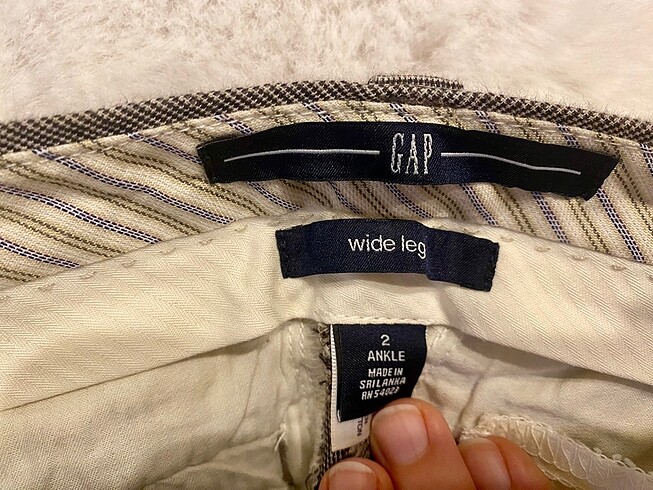 GAP
wide leg
2
ANKLE
MADE IN
SRI LANKA
RN 54023